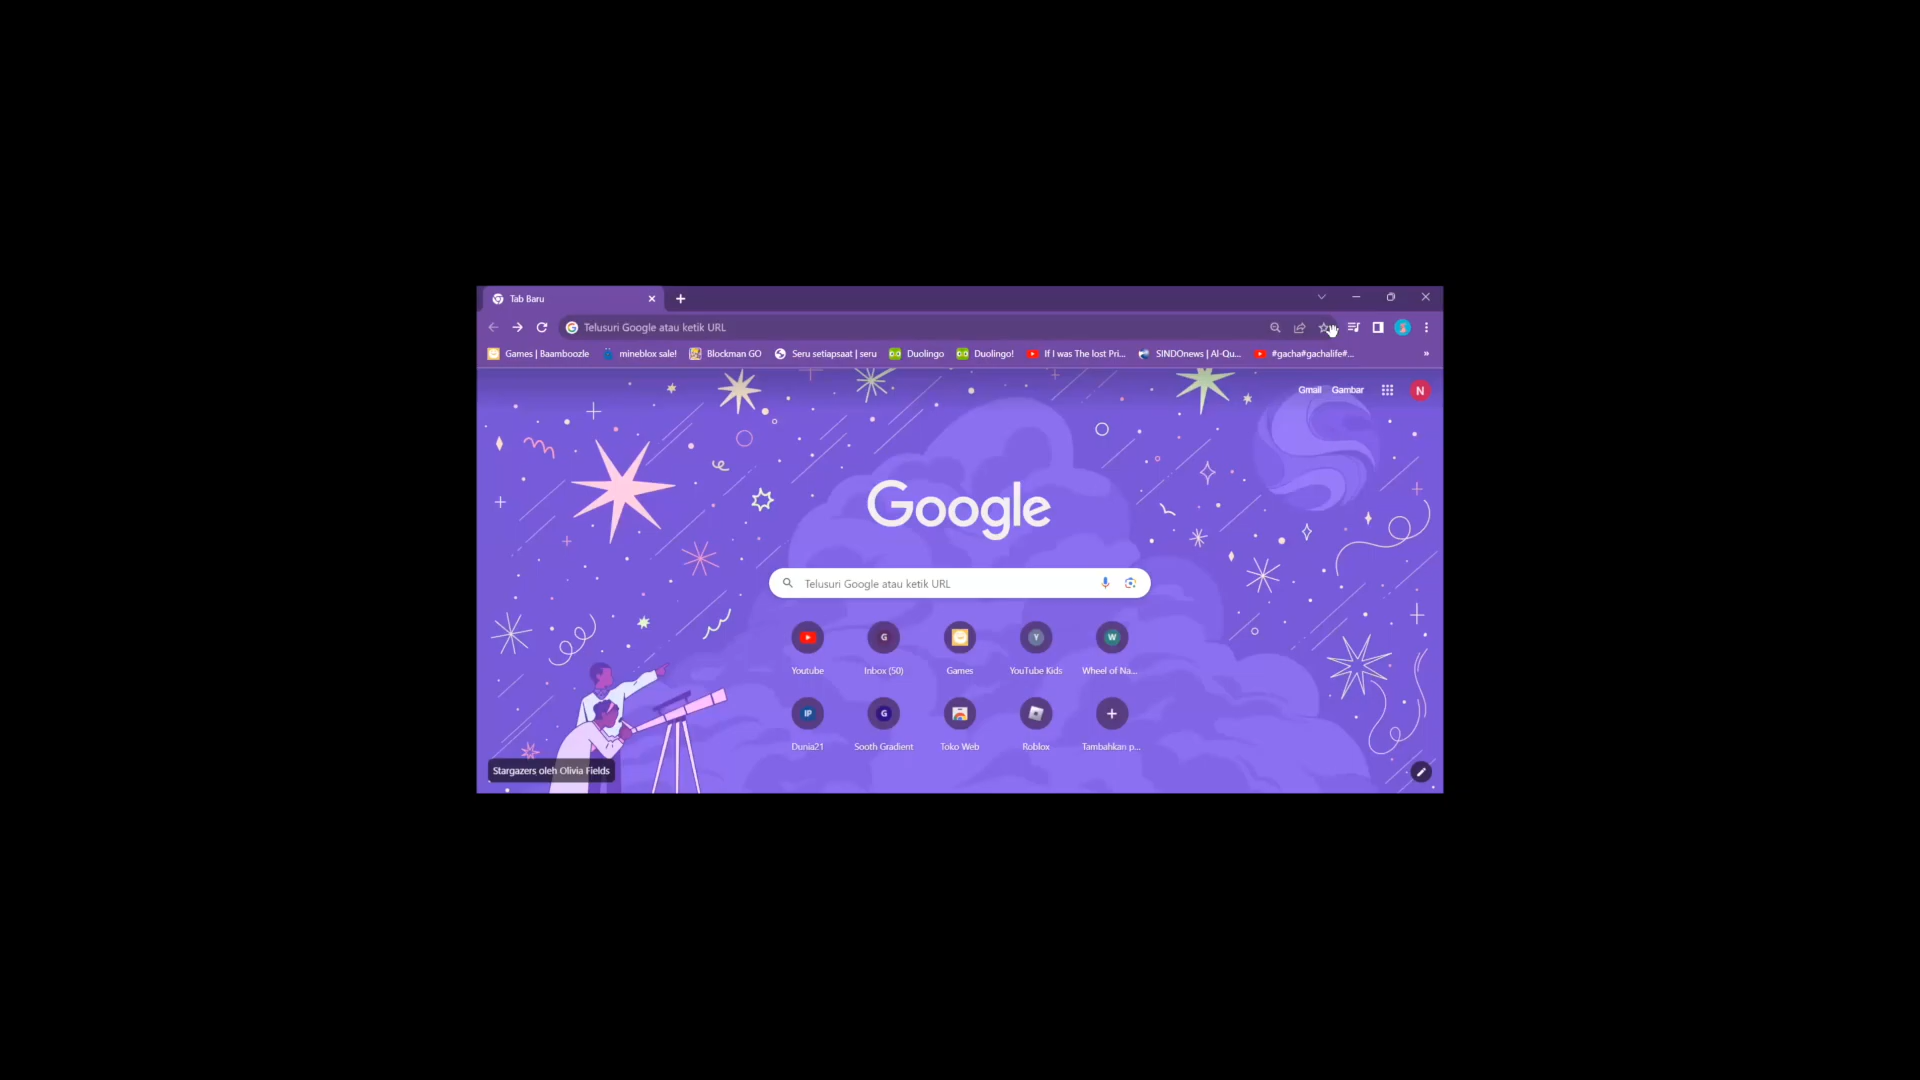 Tab Baru
Telusuri Google atau ketik URL
Games | Baamboozle mineblox sale! Blockman GO Seru setiapsaat | seru Duolingo Duolingo! If I was The lost Pri... SINDOnews | Al-Qu... #gacha#gachalife#... »
Gmail Gambar N
Google
Telusuri Google atau ketik URL
G Y W
Youtube Inbox (50) Games YouTube Kids Wheel of Na...
IP G
Dunia21 Sooth Gradient Toko Web Roblox Tambahkan p...
Stargazers oleh Olivia Fields